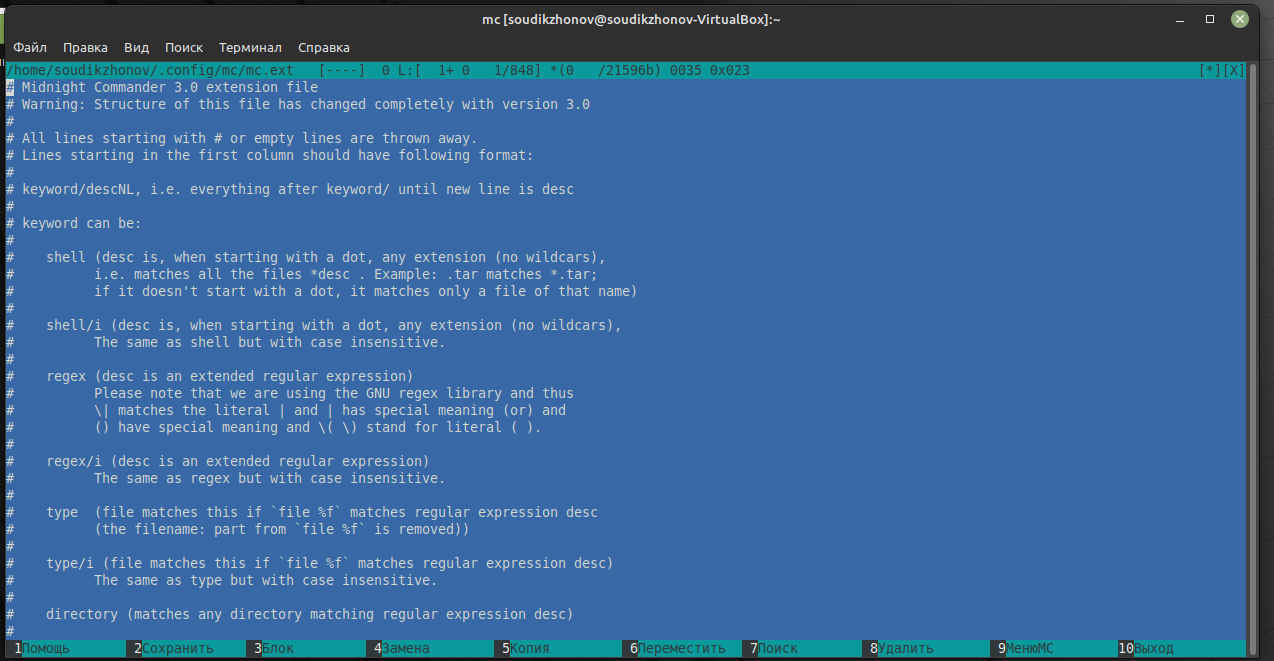 mc [soudikzhonov@soudikzhonov-VirtualBox]:~
Файл Правка Вид Поиск Терминал Справка
/home/soudikzhonov/.config/mc/mc.ext   [----]  0 L:[  1+ 0   1/848] *(0   /21596b) 0035 0x023 [*][X]
# Midnight Commander 3.0 extension file
# Warning: Structure of this file has changed completely with version 3.0
#
# All lines starting with # or empty lines are thrown away.
# Lines starting in the first column should have following format:
#
# keyword/descNL, i.e. everything after keyword/ until new line is desc
#
# keyword can be:
#
#    shell (desc is, when starting with a dot, any extension (no wildcars),
#          i.e. matches all the files *desc . Example: .tar matches *.tar;
#          if it doesn't start with a dot, it matches only a file of that name)
#
#    shell/i (desc is, when starting with a dot, any extension (no wildcars),
#          The same as shell but with case insensitive.
#
#    regex (desc is an extended regular expression)
#          Please note that we are using the GNU regex library and thus
#          \| matches the literal | and | has special meaning (or) and
#          () have special meaning and \( \) stand for literal ( ).
#
#    regex/i (desc is an extended regular expression)
#          The same as regex but with case insensitive.
#
#    type  (file matches this if `file %f` matches regular expression desc
#          (the filename: part from `file %f` is removed))
#
#    type/i (file matches this if `file %f` matches regular expression desc)
#          The same as type but with case insensitive.
#
#    directory (matches any directory matching regular expression desc)
#
1Помощь 2Сохранить 3Блок 4Замена 5Копия 6Переместить 7Поиск 8Удалить 9МенюMC 10Выход